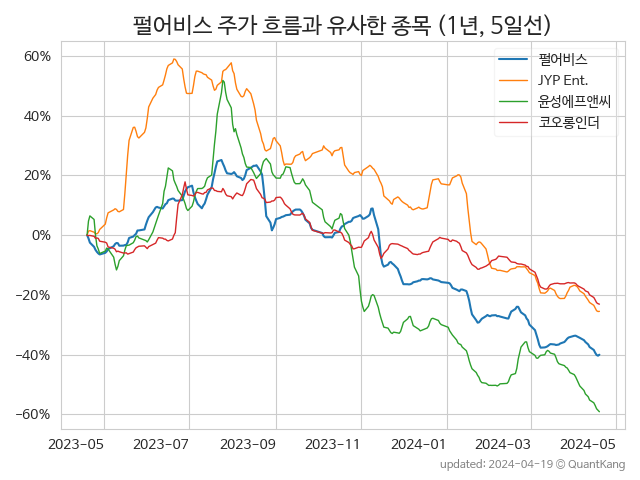 펄어비스 주가 흐름과 유사한 종목 (1년, 5일선)
펄어비스
JYP Ent.
윤성에프앤씨
코오롱인더
60%
40%
20%
0%
−20%
−40%
−60%
2023-05 2023-07 2023-09 2023-11 2024-01 2024-03 2024-05
updated: 2024-04-19 © QuantKang